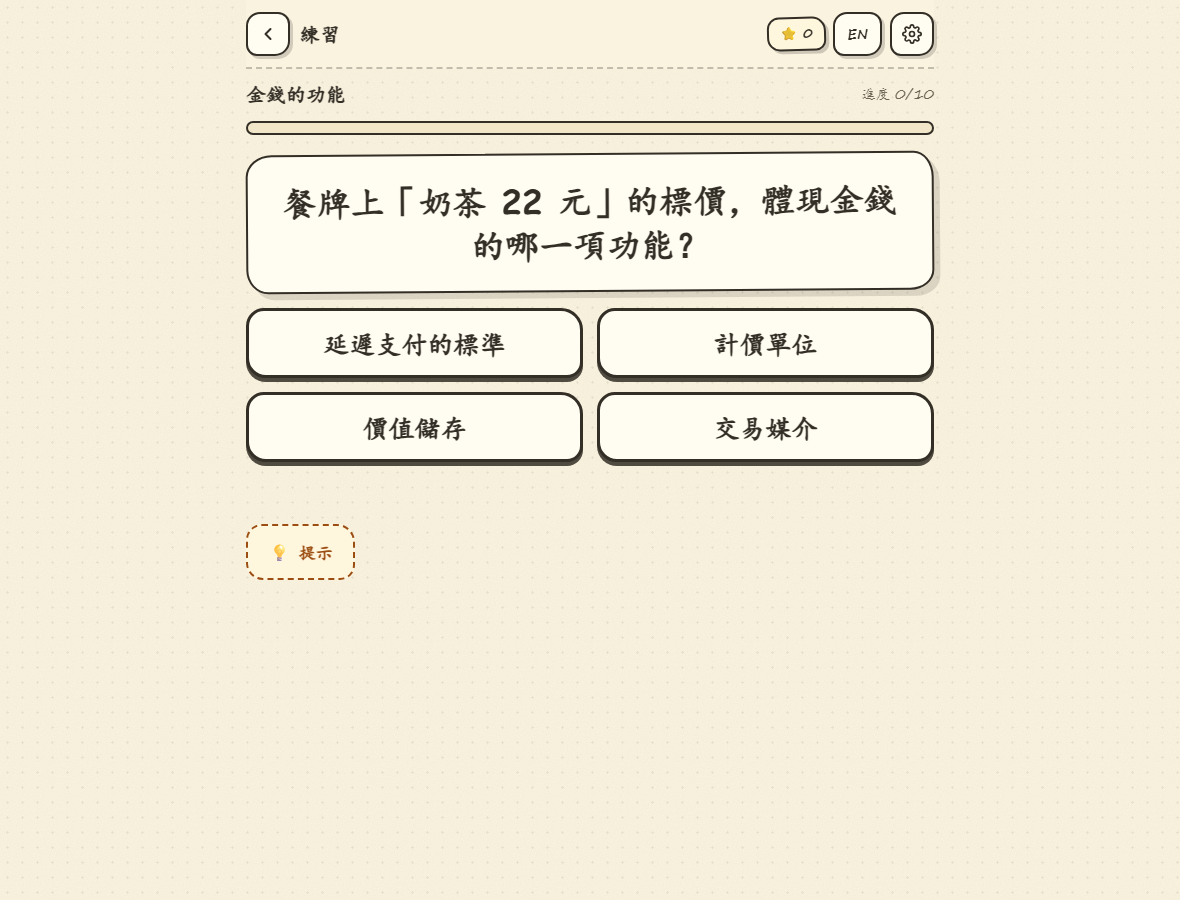 練習
0
EN
金錢的功能
進度 0/10
餐牌上「奶茶 22 元」的標價，體現金錢
的哪一項功能？
延遲支付的標準
計價單位
價值儲存
交易媒介
提示